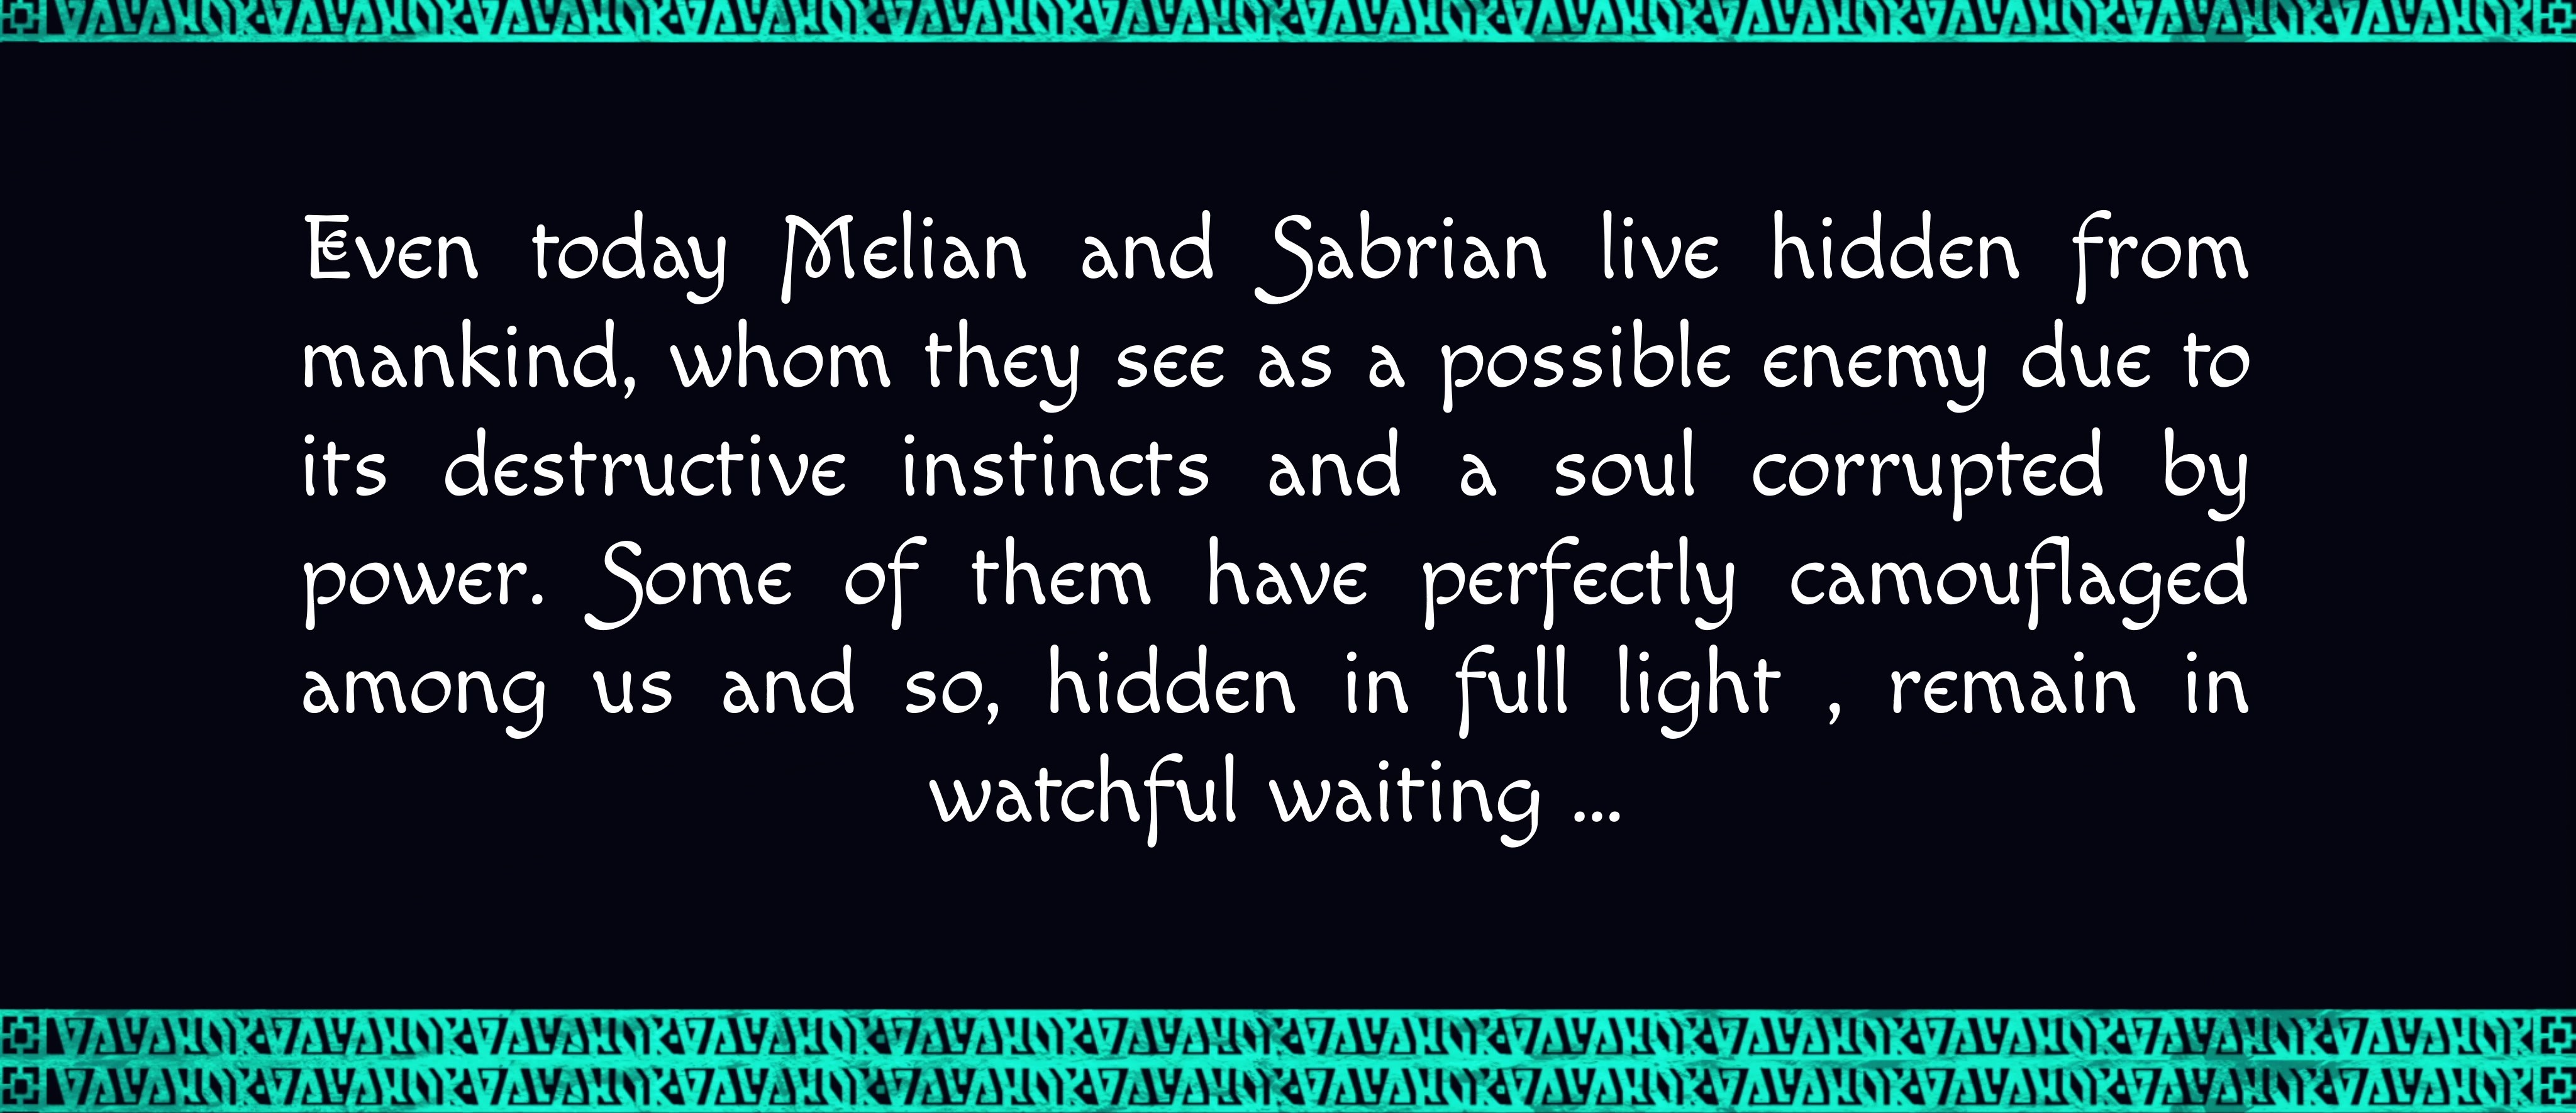 Even today Melian and Sabrian live hidden from
mankind, whom they see as a possible enemy due to
its destructive instincts and a soul corrupted by
power. Some of them have perfectly camouflaged
among us and so, hidden in full light , remain in
watchful waiting ...